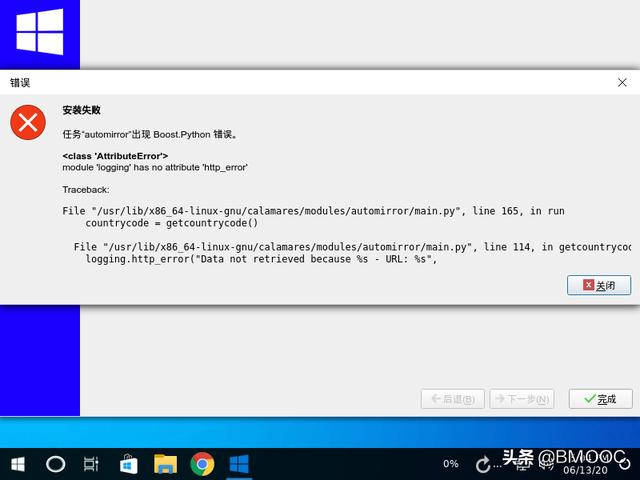 错误
安装失败
任务“automirror”出现 Boost.Python 错误。
<class 'AttributeError'>
module 'logging' has no attribute 'http_error'
Traceback:
File "/usr/lib/x86_64-linux-gnu/calamares/modules/automirror/main.py", line 165, in run
countrycode = getcountrycode()
File "/usr/lib/x86_64-linux-gnu/calamares/modules/automirror/main.py", line 114, in getcountrycod
logging.http_error("Data not retrieved because %s - URL: %s",
关闭
后退(B)
下一步(N)
完成
0%
头条 @BMOOC
06/13/20